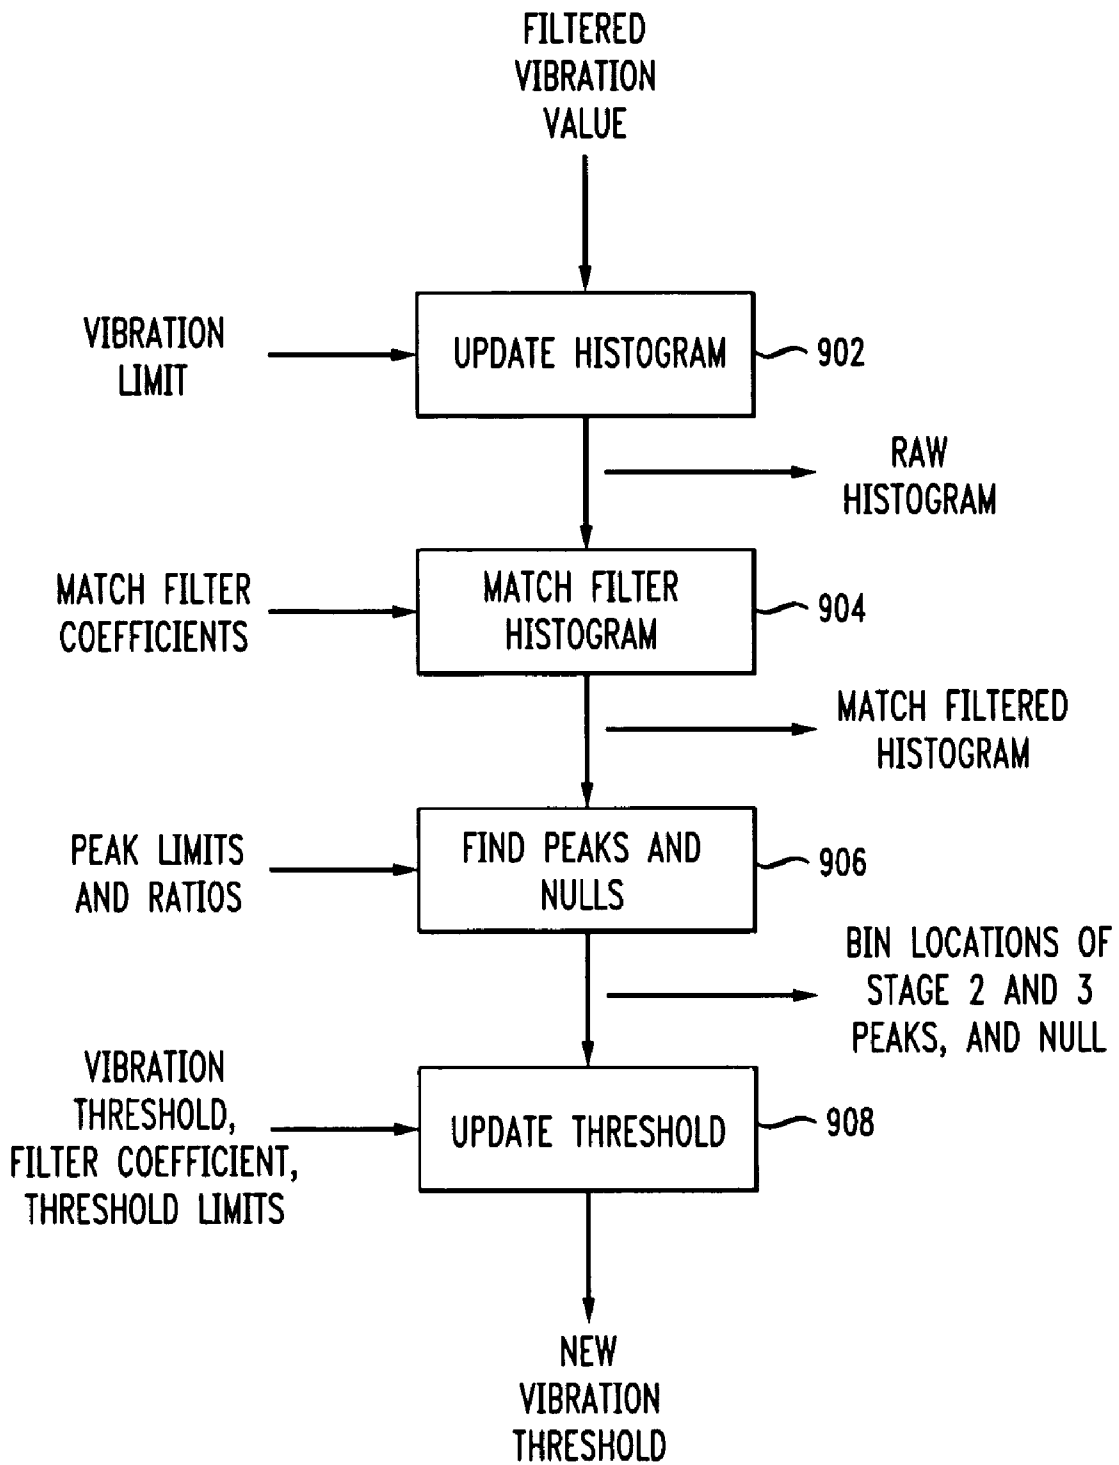 FILTERED
VIBRATION
VALUE
VIBRATION
LIMIT
UPDATE HISTOGRAM
902
RAW
HISTOGRAM
MATCH FILTER
COEFFICIENTS
MATCH FILTER
HISTOGRAM
904
MATCH FILTERED
HISTOGRAM
PEAK LIMITS
AND RATIOS
FIND PEAKS AND
NULLS
906
BIN LOCATIONS OF
STAGE 2 AND 3
PEAKS, AND NULL
VIBRATION
THRESHOLD,
FILTER COEFFICIENT,
THRESHOLD LIMITS
UPDATE THRESHOLD
908
NEW
VIBRATION
THRESHOLD